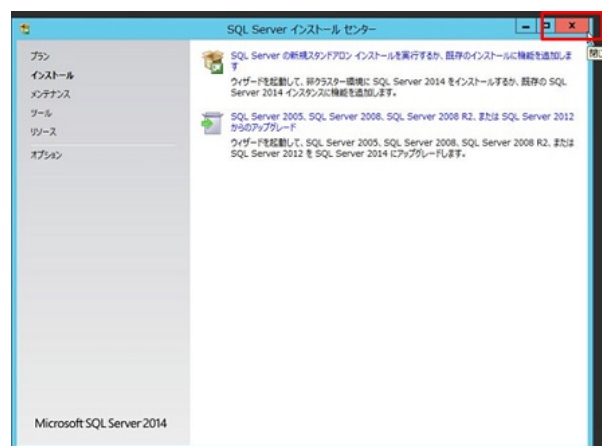 SQL Server インストール センター
プラン
インストール
メンテナンス
ツール
リソース
オプション
SQL Server の新規スタンドアロン インストールを実行するか、既存のインストールに機能を追加しま
す
ウィザードを起動して、非クラスター環境に SQL Server 2014 をインストールするか、既存の SQL
Server 2014 インスタンスに機能を追加します。
SQL Server 2005、SQL Server 2008、SQL Server 2008 R2、または SQL Server 2012
からのアップグレード
ウィザードを起動して、SQL Server 2005、SQL Server 2008、SQL Server 2008 R2、または
SQL Server 2012 を SQL Server 2014 にアップグレードします。
Microsoft SQL Server 2014